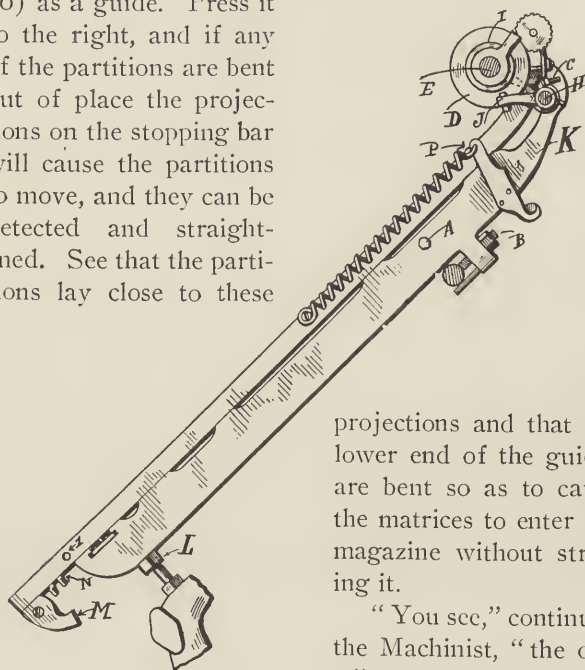 o) as a guide. Press it
o the right, and if any
f the partitions are bent
ut of place the projec-
ions on the stopping bar
vill cause the partitions
o move, and they can be
etected and straight-
ned. See that the parti-
ons lay close to these
I
C
H
E
D
J
K
P
A
B
L
N
M
projections and that
lower end of the guid
are bent so as to ca
the matrices to enter
magazine without str
ing it.
“ You see,” continu
the Machinist, “ the